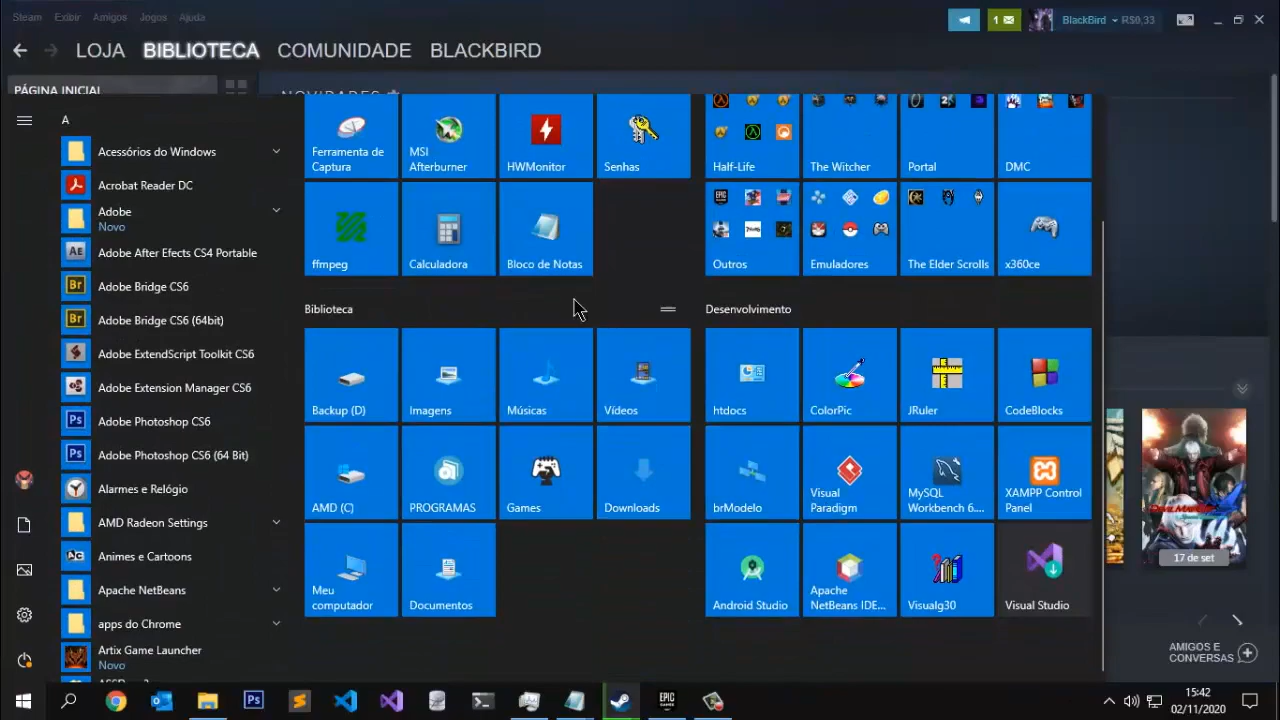 Steam Exibir Amigos Jogos Ajuda
1
BlackBird R$0,33
LOJA BIBLIOTECA COMUNIDADE BLACKBIRD
PÁGINA INICIAL
NOVIDADES
A
Acessórios do Windows
Acrobat Reader DC
Adobe
Novo
Adobe After Efects CS4 Portable
Adobe Bridge CS6
Adobe Bridge CS6 (64bit)
Adobe ExtendScript Toolkit CS6
Adobe Extension Manager CS6
Adobe Photoshop CS6
Adobe Photoshop CS6 (64 Bit)
Alarmes e Relógio
AMD Radeon Settings
Animes e Cartoons
Apache NetBeans
apps do Chrome
Artix Game Launcher
Novo
Ferramenta de
Captura
MSI
Afterburner
HWMonitor
Senhas
ffmpeg
Calculadora
Bloco de Notas
Half-Life
The Witcher
Portal
DMC
Outros
Emuladores
The Elder Scrolls
x360ce
Biblioteca
Backup (D)
Imagens
Músicas
Vídeos
AMD (C)
PROGRAMAS
Games
Downloads
Meu
computador
Documentos
Desenvolvimento
htdocs
ColorPic
JRuler
CodeBlocks
brModelo
Visual
Paradigm
MySQL
Workbench 6....
XAMPP Control
Panel
Android Studio
Apache
NetBeans IDE...
Visualg30
Visual Studio
17 de set
AMIGOS E
CONVERSAS
15:42
02/11/2020